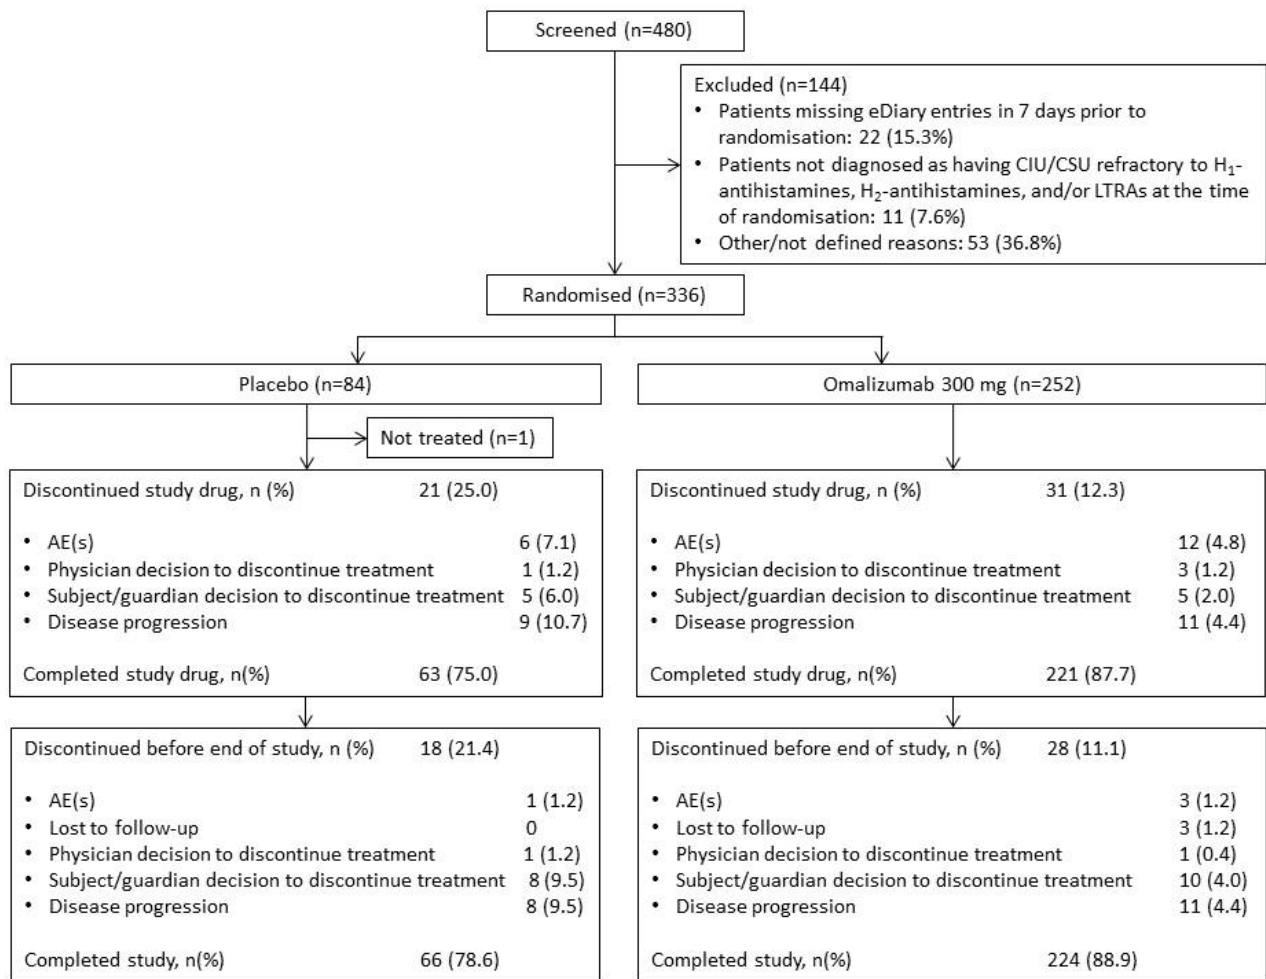 Screened (n=480)
Excluded (n=144)
• Patients missing eDiary entries in 7 days prior to
randomisation: 22 (15.3%)
• Patients not diagnosed as having CIU/CSU refractory to H₁-
antihistamines, H₂-antihistamines, and/or LTRAs at the time
of randomisation: 11 (7.6%)
• Other/not defined reasons: 53 (36.8%)
Randomised (n=336)
Placebo (n=84)
Not treated (n=1)
Discontinued study drug, n (%) 21 (25.0)
• AE(s) 6 (7.1)
• Physician decision to discontinue treatment 1 (1.2)
• Subject/guardian decision to discontinue treatment 5 (6.0)
• Disease progression 9 (10.7)
Completed study drug, n(%) 63 (75.0)
Discontinued before end of study, n (%) 18 (21.4)
• AE(s) 1 (1.2)
• Lost to follow-up 0
• Physician decision to discontinue treatment 1 (1.2)
• Subject/guardian decision to discontinue treatment 8 (9.5)
• Disease progression 8 (9.5)
Completed study, n(%) 66 (78.6)
Omalizumab 300 mg (n=252)
Discontinued study drug, n (%) 31 (12.3)
• AE(s) 12 (4.8)
• Physician decision to discontinue treatment 3 (1.2)
• Subject/guardian decision to discontinue treatment 5 (2.0)
• Disease progression 11 (4.4)
Completed study drug, n(%) 221 (87.7)
Discontinued before end of study, n (%) 28 (11.1)
• AE(s) 3 (1.2)
• Lost to follow-up 3 (1.2)
• Physician decision to discontinue treatment 1 (0.4)
• Subject/guardian decision to discontinue treatment 10 (4.0)
• Disease progression 11 (4.4)
Completed study, n(%) 224 (88.9)